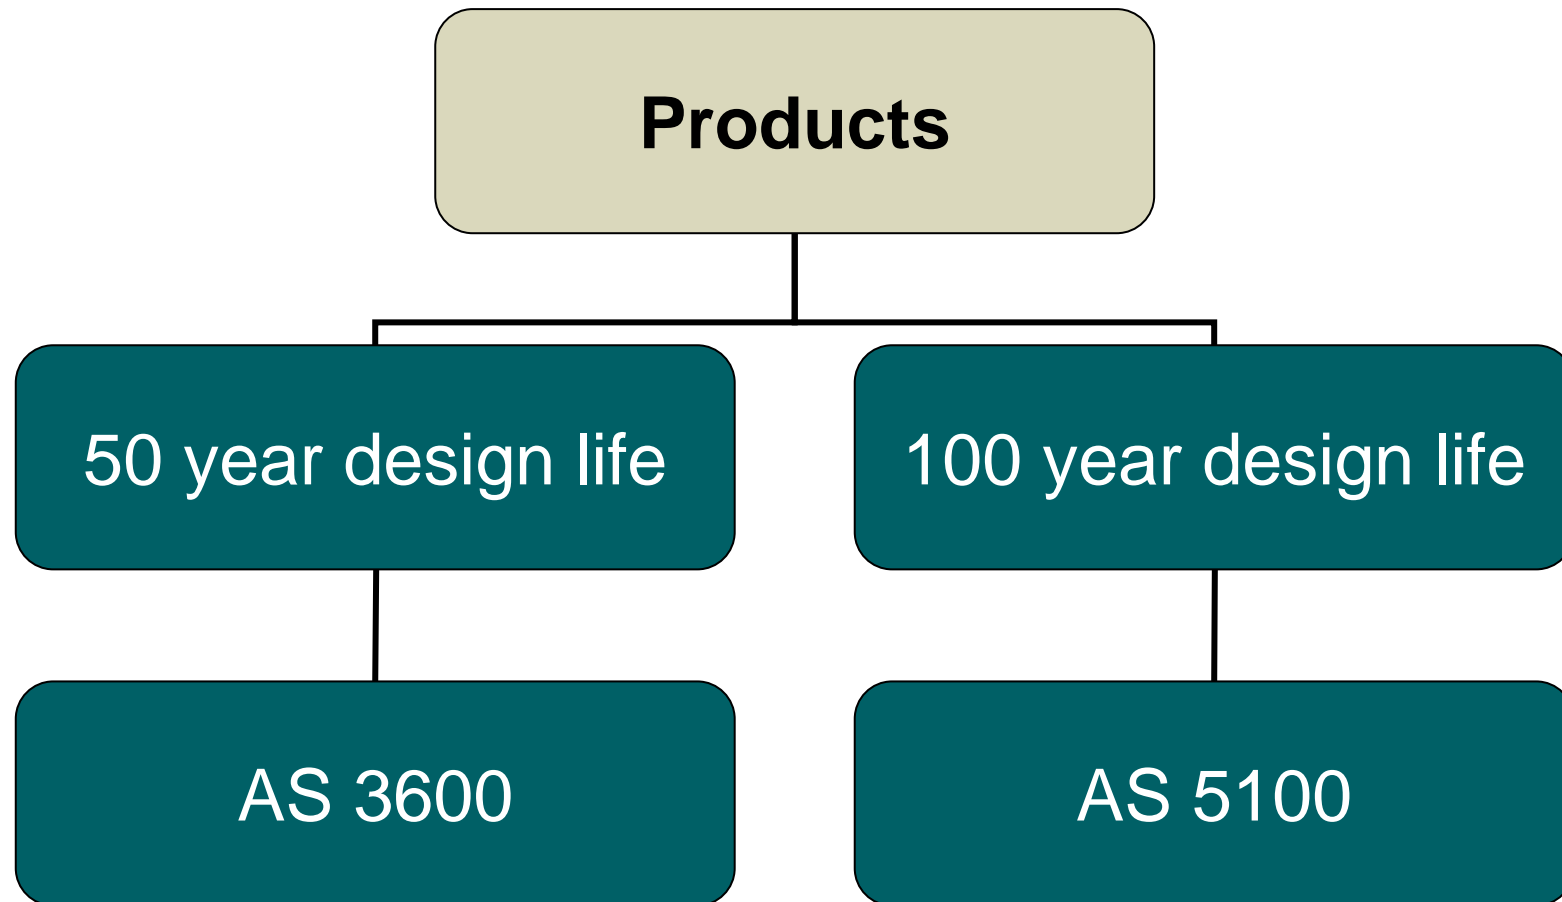 Products
50 year design life
100 year design life
AS 3600
AS 5100